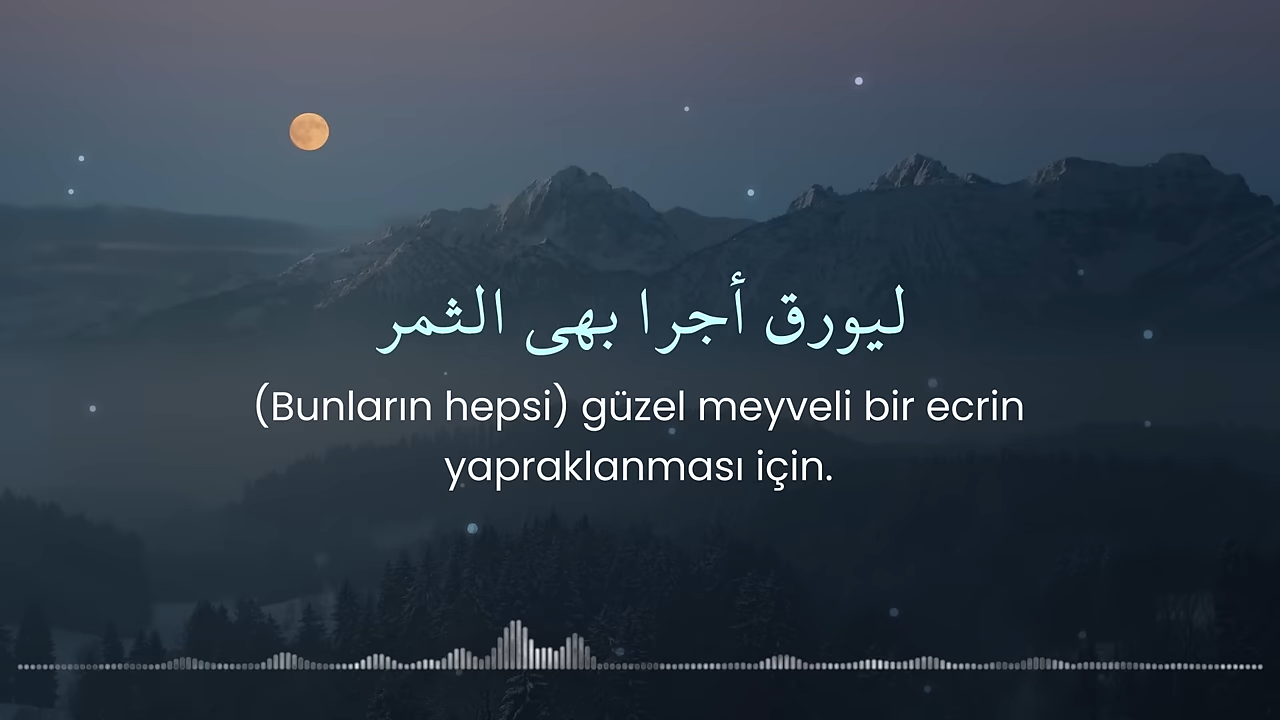 ليورق أجرا بهى الثمر
(Bunların hepsi) güzel meyveli bir ecrin
yapraklanması için.